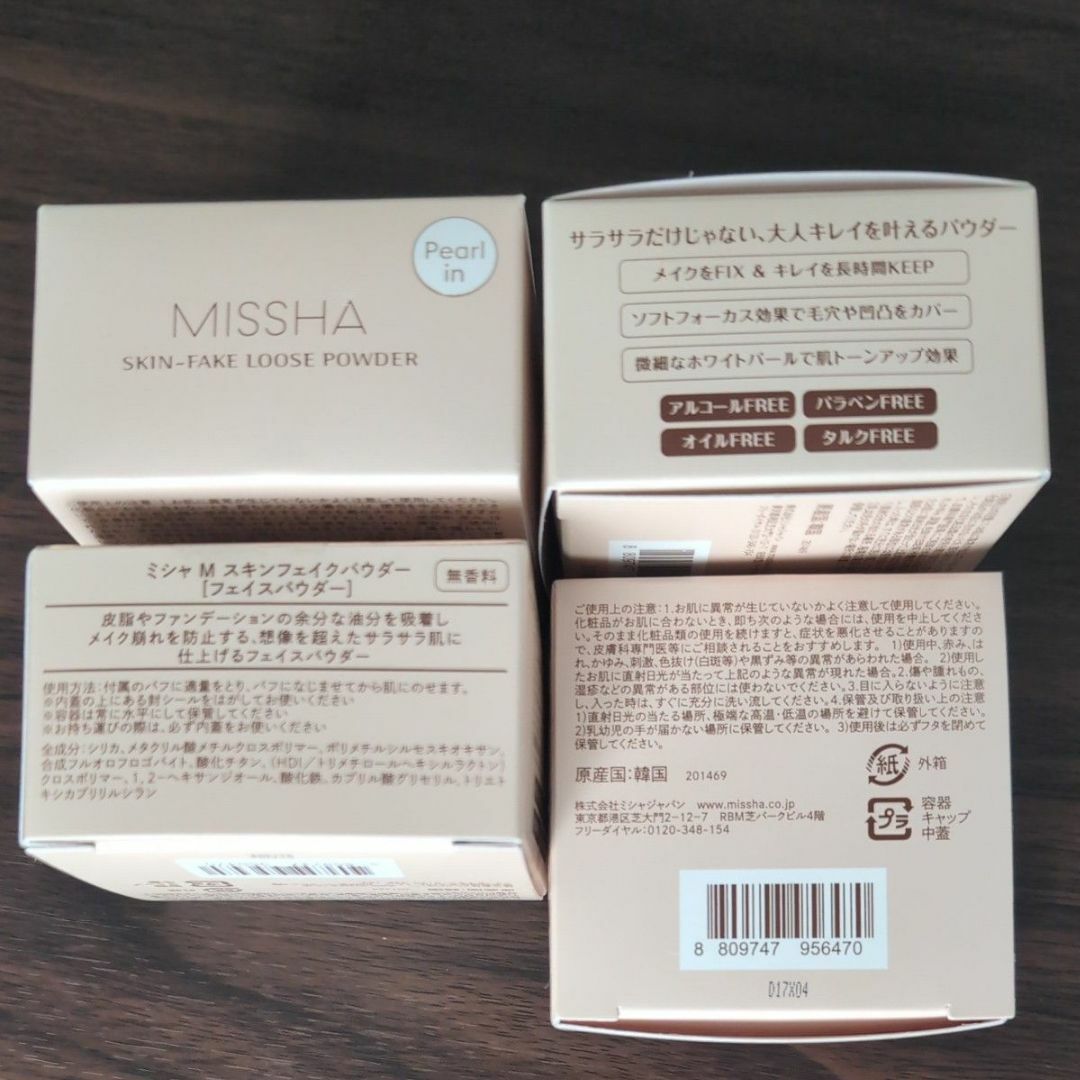 Pearl
in
MISSHA
SKIN-FAKE LOOSE POWDER
サラサラだけじゃない、大人キレイを叶えるパウダー
メイクをFIX & キレイを長時間KEEP
ソフトフォーカス効果で毛穴や凹凸をカバー
微細なホワイトパールで肌トーンアップ効果
アルコールFREE パラベンFREE
オイルFREE タルクFREE
ミシャ M スキンフェイクパウダー
[フェイスパウダー]
無香料
皮脂やファンデーションの余分な油分を吸着し
メイク崩れを防止する、想像を超えたサラサラ肌に
仕上げるフェイスパウダー
使用方法:付属のパフに適量をとり、パフになじませてから肌にのせます。
※内蓋の上にある封シールをはがしてお使いください
※容器は常に水平にして保管してください
※お持ち運びの際は、必ず内蓋をお使いください
全成分:シリカ、メタクリル酸メチルクロスポリマー、ポリメチルシルセスキオキサン、
合成フルオロフロゴパイト、酸化チタン、(HDI/トリメチロールヘキシルラクトン)
クロスポリマー、1,2-ヘキサンジオール、酸化鉄、カプリル酸グリセリル、トリエト
キシカプリリルシラン
ご使用上の注意:1.お肌に異常が生じていないかよく注意して使用してください。
化粧品がお肌に合わないとき、即ち次のような場合には、使用を中止してくださ
い。そのまま化粧品類の使用を続けますと、症状を悪化させることがありますの
で、皮膚科専門医等にご相談されることをおすすめします。 1)使用中、赤み、は
れ、かゆみ、刺激、色抜け(白斑等)や黒ずみ等の異常があらわれた場合。 2)使用し
たお肌に直射日光が当たって上記のような異常が現れた場合。2.傷や腫れもの、
湿疹などの異常がある部位には使わないでください。3.目に入らないように注意
し、入った時は、すぐに充分に洗い流してください。4.保管及び取り扱い上の注意
1)直射日光の当たる場所、極端な高温・低温の場所を避けて保管してください。
2)乳幼児の手が届かない場所に保管してください。 3)使用後は必ずフタを閉めて
保管してください。
原産国:韓国 201469
紙 外箱
株式会社ミシャジャパン www.missha.co.jp
東京都港区芝大門2-12-7 RBM芝パークビル4階
フリーダイヤル:0120-348-154
プラ 容器
キャップ
中蓋
8 809747 956470
D17X04